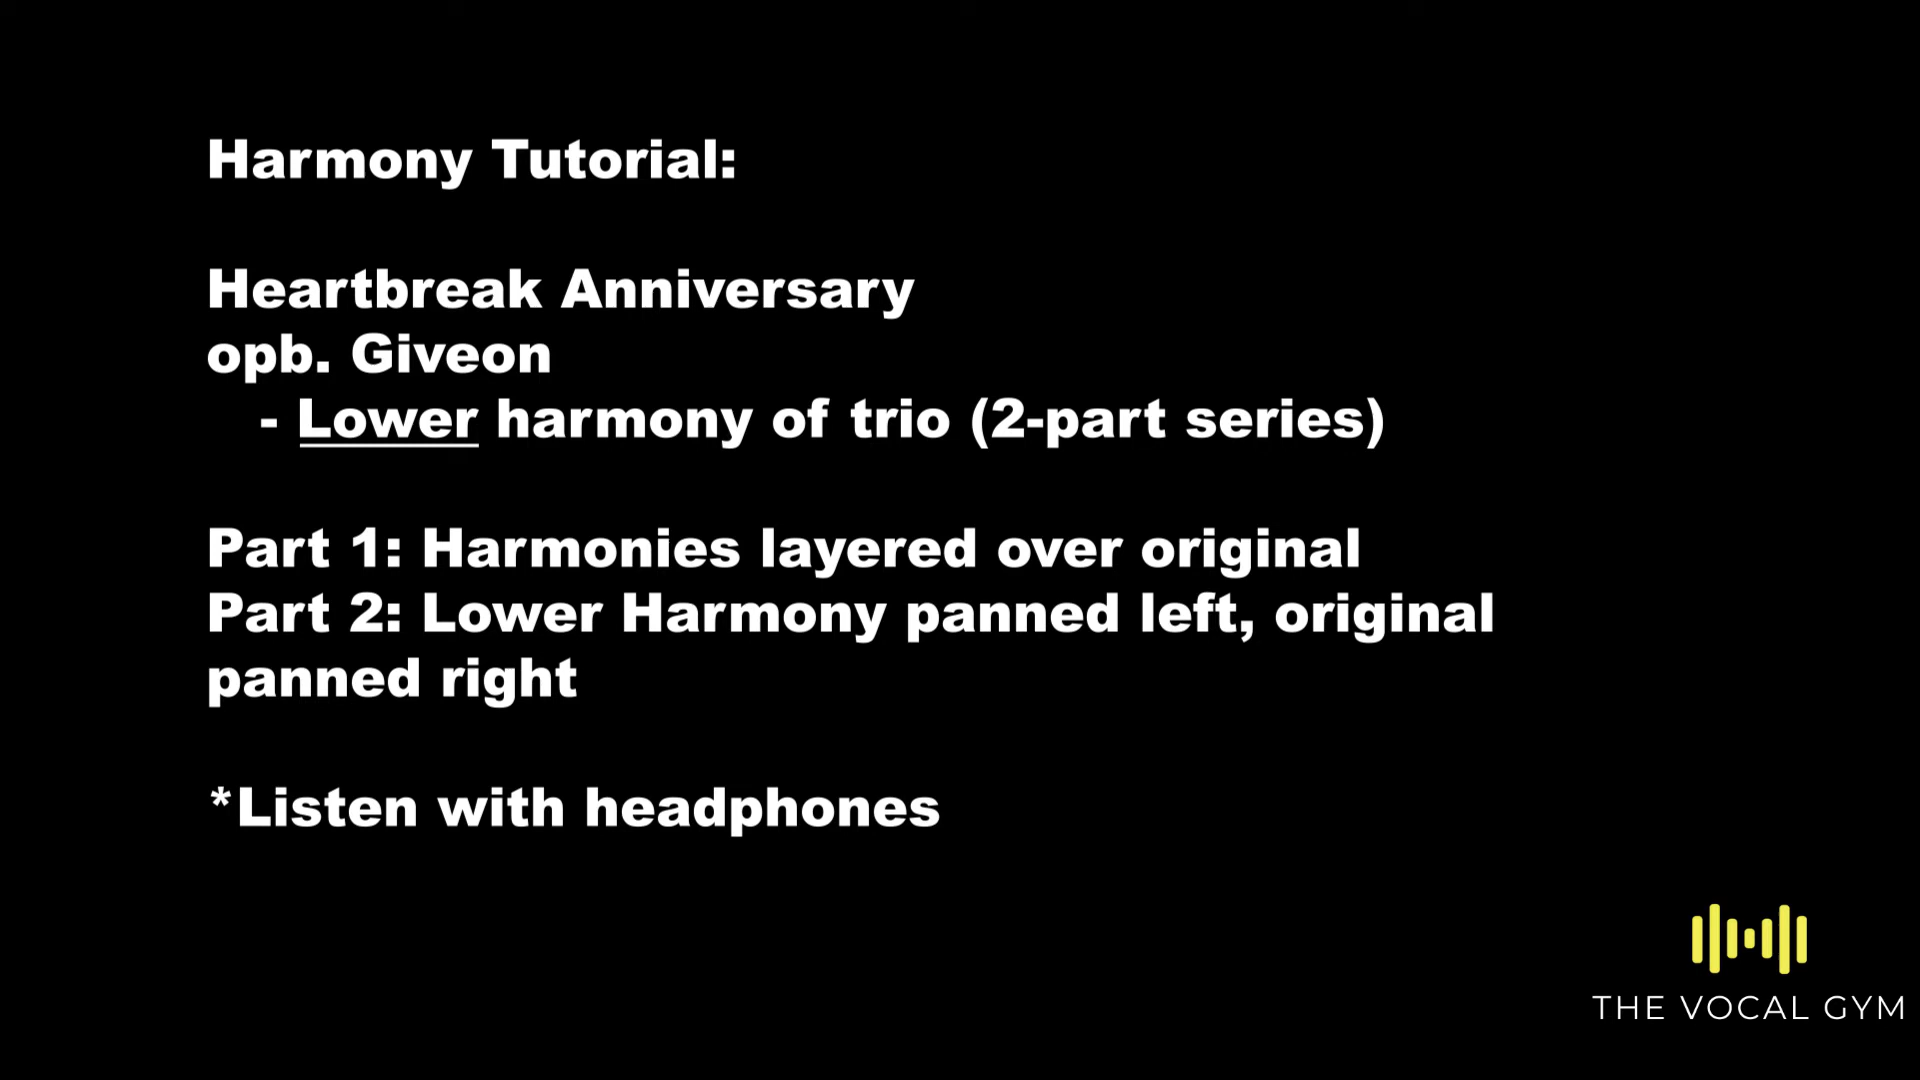 Harmony Tutorial:
Heartbreak Anniversary
opb. Giveon
- Lower harmony of trio (2-part series)
Part 1: Harmonies layered over original
Part 2: Lower Harmony panned left, original
panned right
*Listen with headphones
THE VOCAL GYM